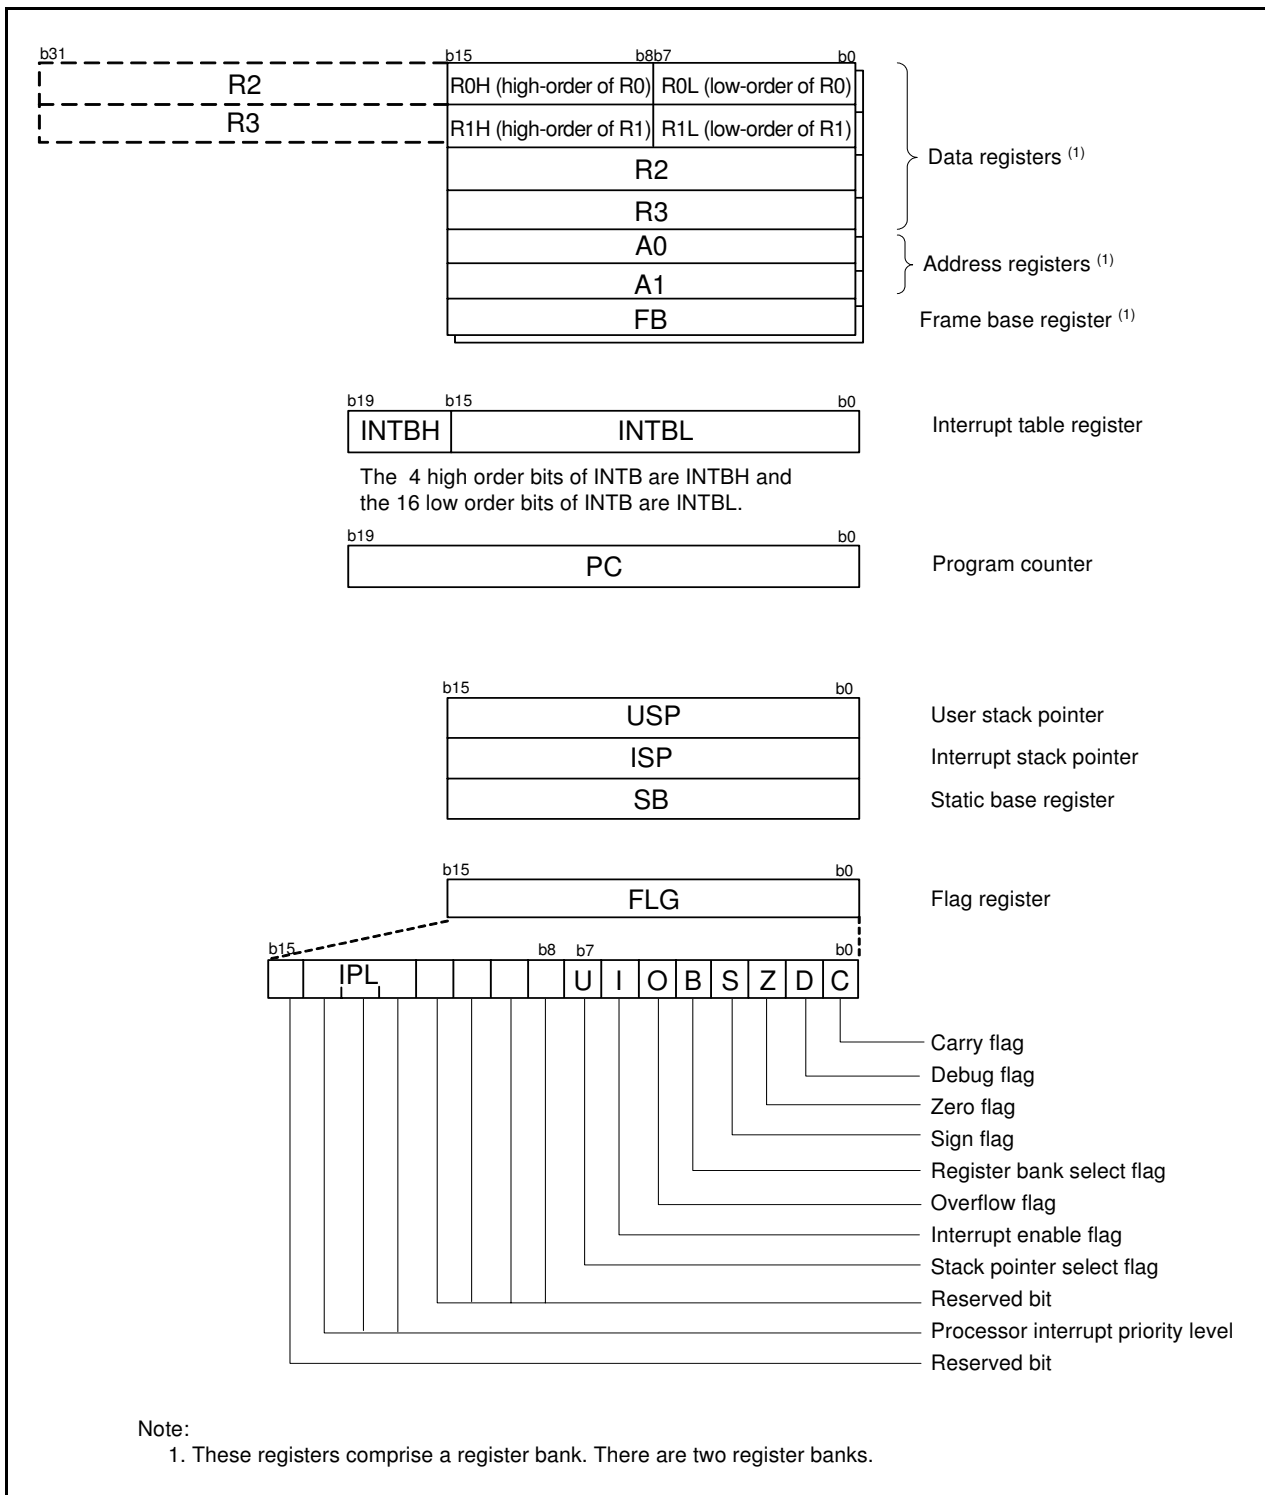 b31 b15 b8b7 b0
R2 R0H (high-order of R0) R0L (low-order of R0)
R3 R1H (high-order of R1) R1L (low-order of R1)
Data registers (1)
R2
R3
A0
Address registers (1)
A1
FB Frame base register (1)
b19 b15 b0
INTBH INTBL Interrupt table register
The 4 high order bits of INTB are INTBH and
the 16 low order bits of INTB are INTBL.
b19 b0
PC Program counter
b15 b0
USP User stack pointer
ISP Interrupt stack pointer
SB Static base register
b15 b0
FLG Flag register
b15 b8 b7 b0
IPL U I O B S Z D C
Carry flag
Debug flag
Zero flag
Sign flag
Register bank select flag
Overflow flag
Interrupt enable flag
Stack pointer select flag
Reserved bit
Processor interrupt priority level
Reserved bit
Note:
1. These registers comprise a register bank. There are two register banks.